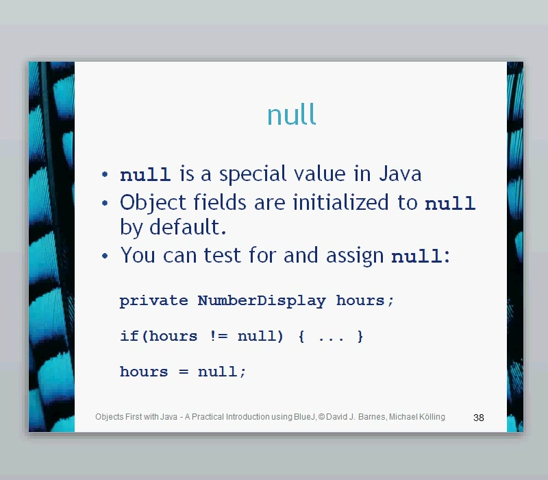 null
• null is a special value in Java
• Object fields are initialized to null
by default.
• You can test for and assign null:
private NumberDisplay hours;
if(hours != null) { ... }
hours = null;
Objects First with Java - A Practical Introduction using BlueJ, © David J. Barnes, Michael Kölling
38